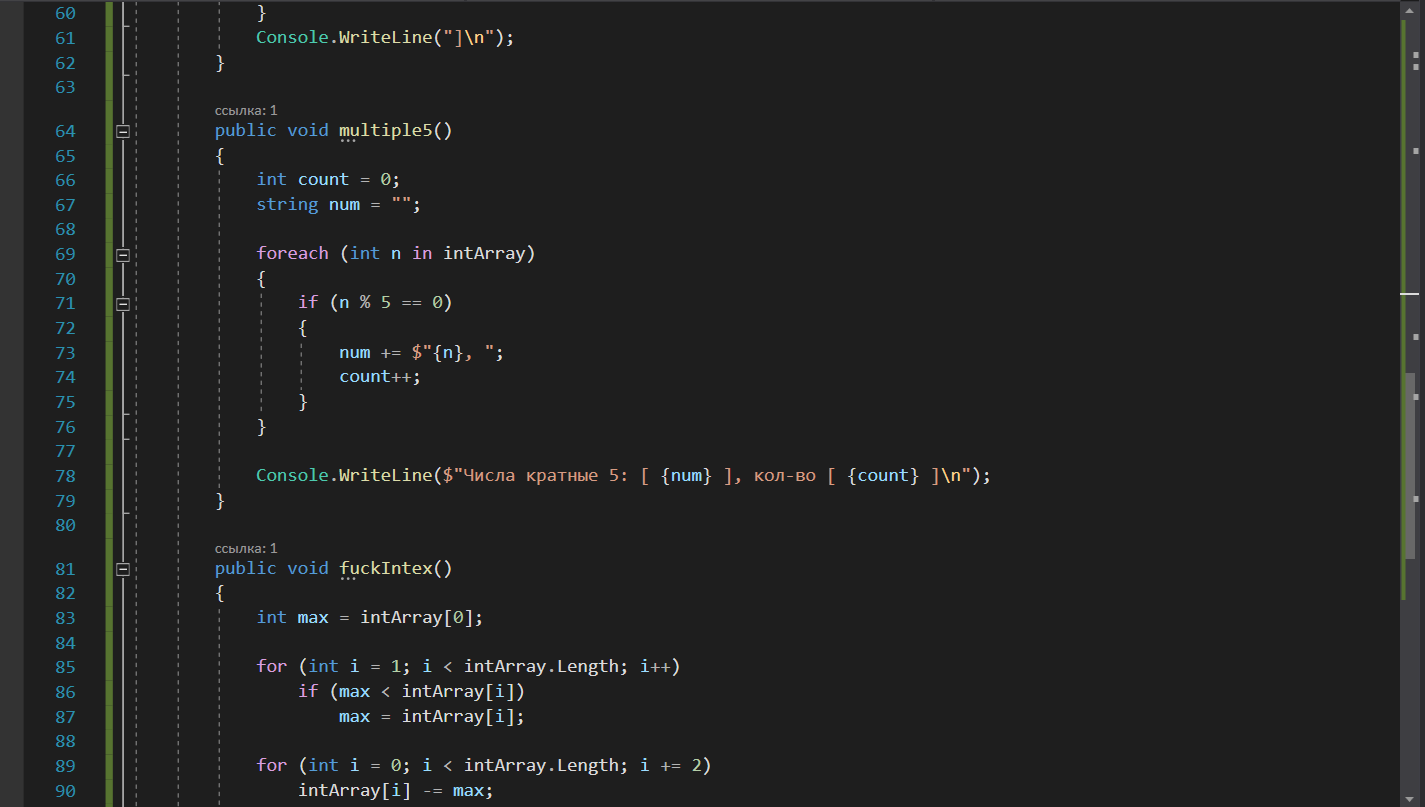 60 }
61 Console.WriteLine("]\n");
62 }
63
ссылка: 1
64 public void multiple5()
65 {
66 int count = 0;
67 string num = "";
68
69 foreach (int n in intArray)
70 {
71 if (n % 5 == 0)
72 {
73 num += $"{n}, ";
74 count++;
75 }
76 }
77
78 Console.WriteLine($"Числа кратные 5: [ {num} ], кол-во [ {count} ]\n");
79 }
80
ссылка: 1
81 public void fuckIntex()
82 {
83 int max = intArray[0];
84
85 for (int i = 1; i < intArray.Length; i++)
86 if (max < intArray[i])
87 max = intArray[i];
88
89 for (int i = 0; i < intArray.Length; i += 2)
90 intArray[i] -= max;